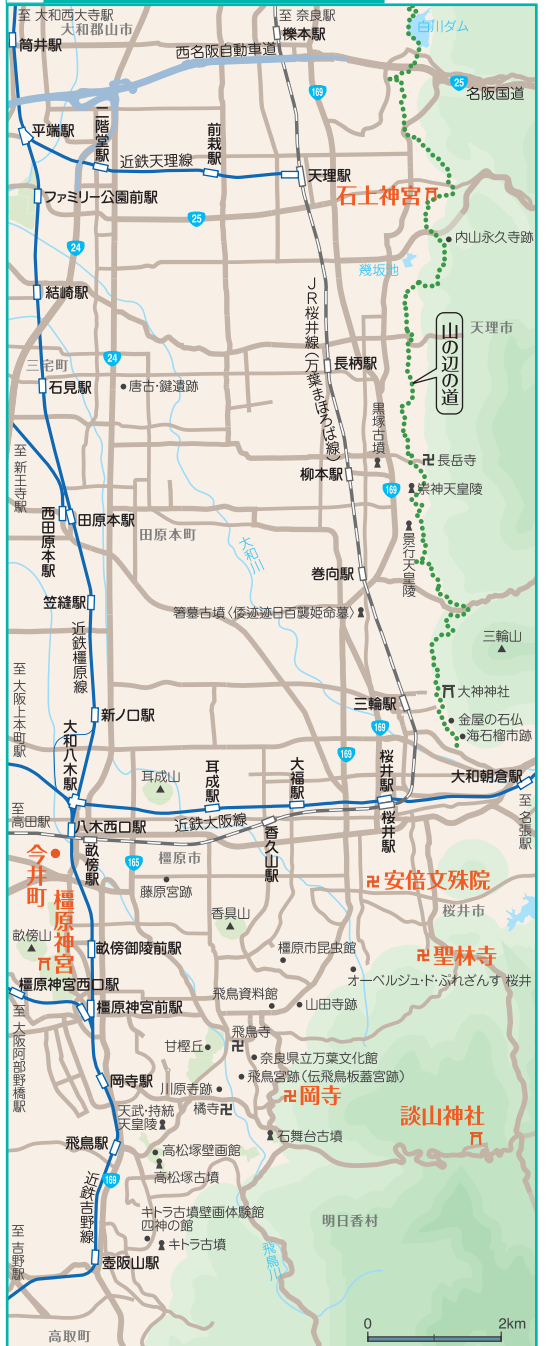 至 大和西大寺駅
大和郡山市
至 奈良駅
白川ダム
筒井駅
櫟本駅
西名阪自動車道
25
名阪国道
169
平端駅
二階堂駅
近鉄天理線
前栽駅
天理駅
石上神宮
ファミリー公園前駅
25
24
内山永久寺跡
幾坂池
結崎駅
JR桜井線(万葉まほろば線)
天理市
山の辺の道
三宅町
24
長柄駅
石見駅
唐古・鍵遺跡
黒塚古墳
長岳寺
至 新王寺駅
柳本駅
169
崇神天皇陵
西田原本駅
田原本駅
田原本町
大和川
景行天皇陵
巻向駅
笠縫駅
箸墓古墳〈倭迹迹日百襲姫命墓〉
近鉄橿原線
三輪山
至 大阪上本町駅
大神神社
三輪駅
新ノ口駅
169
金屋の石仏
海石榴市跡
大和八木駅
169
耳成山
耳成駅
大福駅
桜井駅
大和朝倉駅
至 高田駅
八木西口駅
近鉄大阪線
桜井駅
至 名張駅
畝傍駅
165
橿原市
香久山駅
今井町
藤原宮跡
安倍文殊院
橿原神宮
香具山
桜井市
畝傍山
畝傍御陵前駅
橿原市昆虫館
聖林寺
オーベルジュ・ド・ぷれざんす 桜井
橿原神宮西口駅
橿原神宮前駅
飛鳥資料館
山田寺跡
至 大阪阿部野橋駅
飛鳥寺
甘樫丘
奈良県立万葉文化館
岡寺駅
飛鳥宮跡(伝飛鳥板蓋宮跡)
川原寺跡
岡寺
天武・持統
天皇陵
橘寺
談山神社
飛鳥駅
石舞台古墳
高松塚壁画館
高松塚古墳
169
近鉄吉野線
キトラ古墳壁画体験館
四神の館
明日香村
キトラ古墳
至 吉野駅
飛鳥川
壺阪山駅
高取町
0
2km